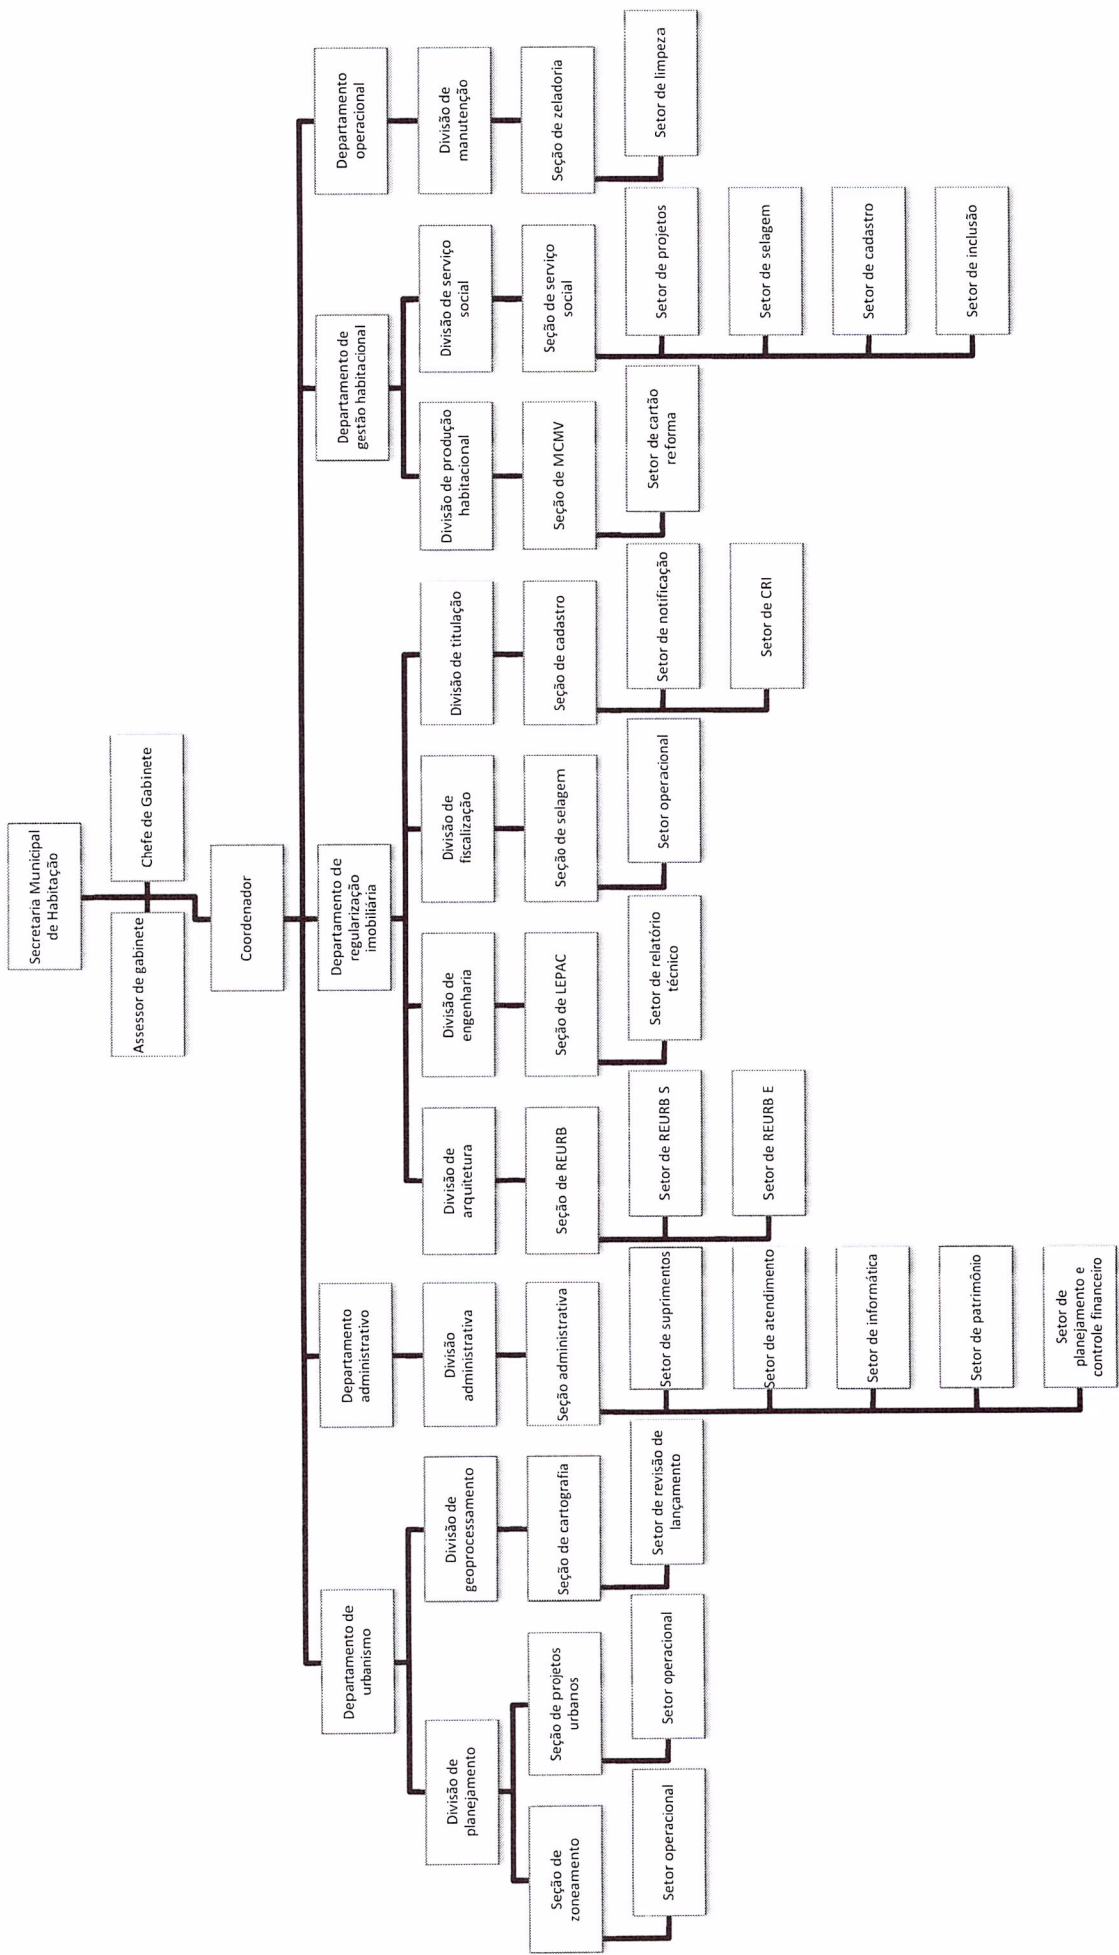 Secretaria Municipal
de Habitação
Assessor de gabinete
Chefe de Gabinete
Coordenador
Departamento de
urbanismo
Departamento
administrativo
Departamento de
regularização
imobiliária
Departamento de
gestão habitacional
Departamento
operacional
Divisão de
planejamento
Divisão de
geoprocessamento
Divisão
administrativa
Divisão de
arquitetura
Divisão de
engenharia
Divisão de
fiscalização
Divisão de titulação
Divisão de produção
habitacional
Divisão de serviço
social
Divisão de
manutenção
Seção de
zoneamento
Seção de projetos
urbanos
Seção de cartografia
Seção administrativa
Seção de REURB
Seção de LEPAC
Seção de selagem
Seção de cadastro
Seção de MCMV
Seção de serviço
social
Seção de zeladoria
Setor operacional
Setor operacional
Setor de revisão de
lançamento
Setor de suprimentos
Setor de REURB S
Setor de relatório
técnico
Setor operacional
Setor de notificação
Setor de cartão
reforma
Setor de projetos
Setor de limpeza
Setor de atendimento
Setor de REURB E
Setor de CRI
Setor de selagem
Setor de informática
Setor de cadastro
Setor de patrimônio
Setor de inclusão
Setor de
planejamento e
controle financeiro